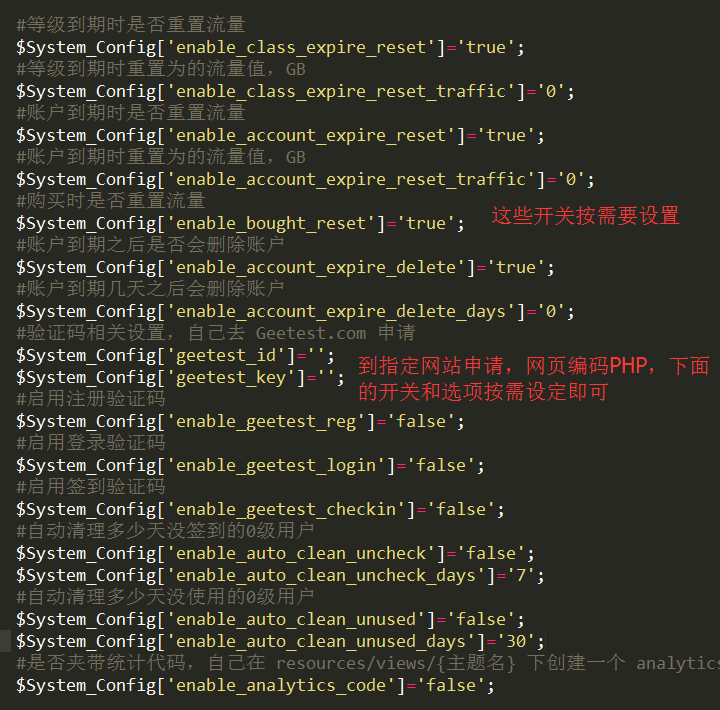 #等级到期时是否重置流量
$System_Config['enable_class_expire_reset']='true';
#等级到期时重置为的流量值，GB
$System_Config['enable_class_expire_reset_traffic']='0';
#账户到期时是否重置流量
$System_Config['enable_account_expire_reset']='true';
#账户到期时重置为的流量值，GB
$System_Config['enable_account_expire_reset_traffic']='0';
#购买时是否重置流量
$System_Config['enable_bought_reset']='true';
这些开关按需要设置
#账户到期之后是否会删除账户
$System_Config['enable_account_expire_delete']='true';
#账户到期几天之后会删除账户
$System_Config['enable_account_expire_delete_days']='0';
#验证码相关设置，自己去 Geetest.com 申请
$System_Config['geetest_id']='';
$System_Config['geetest_key']='';
到指定网站申请，网页编码PHP，下面
的开关和选项按需设定即可
#启用注册验证码
$System_Config['enable_geetest_reg']='false';
#启用登录验证码
$System_Config['enable_geetest_login']='false';
#启用签到验证码
$System_Config['enable_geetest_checkin']='false';
#自动清理多少天没签到的0级用户
$System_Config['enable_auto_clean_uncheck']='false';
$System_Config['enable_auto_clean_uncheck_days']='7';
#自动清理多少天没使用的0级用户
$System_Config['enable_auto_clean_unused']='false';
$System_Config['enable_auto_clean_unused_days']='30';
#是否夹带统计代码，自己在 resources/views/{主题名} 下创建一个 analytics
$System_Config['enable_analytics_code']='false';